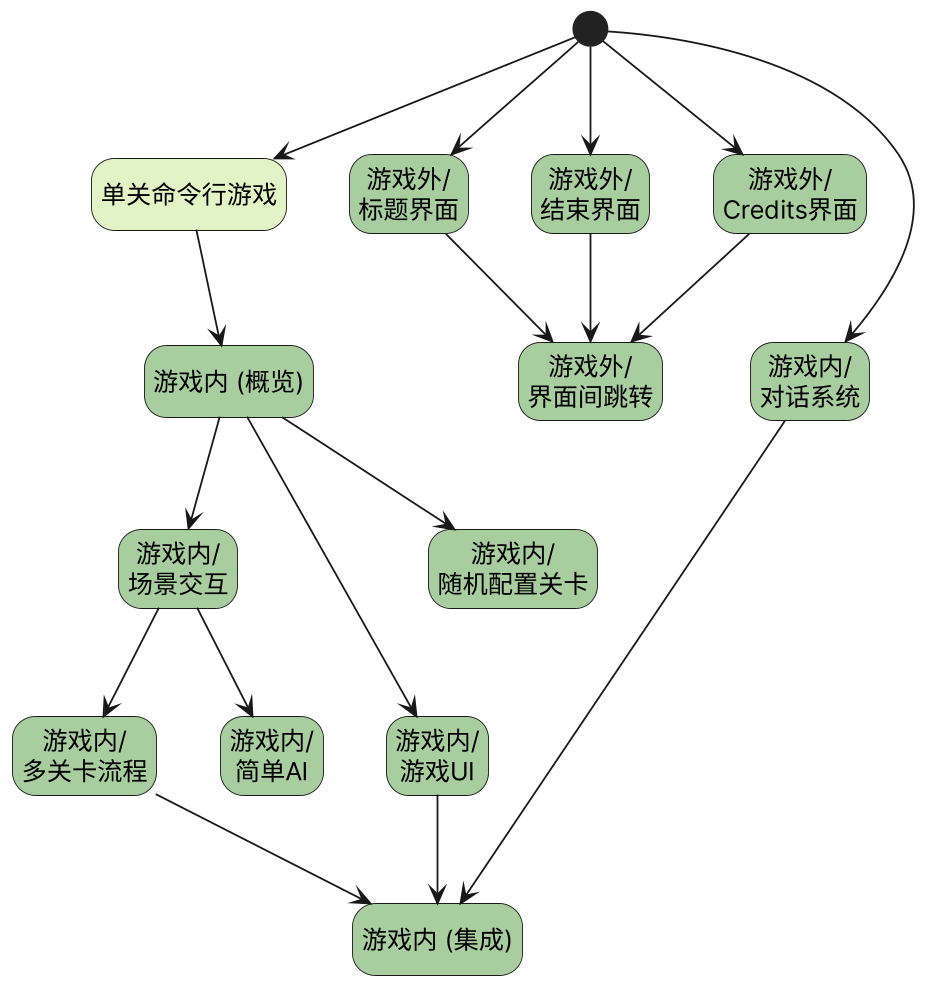 单关命令行游戏
游戏外/
标题界面
游戏外/
结束界面
游戏外/
Credits界面
游戏内 (概览)
游戏外/
界面间跳转
游戏内/
对话系统
游戏内/
场景交互
游戏内/
随机配置关卡
游戏内/
多关卡流程
游戏内/
简单AI
游戏内/
游戏UI
游戏内 (集成)